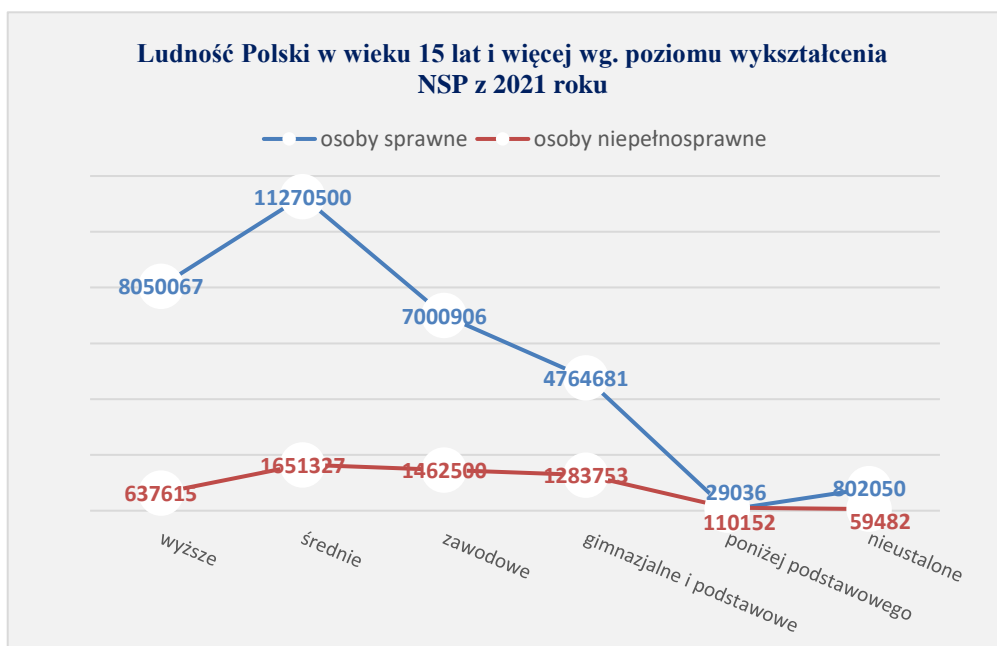 Ludność Polski w wieku 15 lat i więcej wg. poziomu wykształcenia
NSP z 2021 roku
osoby sprawne osoby niepełnosprawne
11270500
8050067
7000906
4764681
1651327
1462500
1283753
637615
29036
802050
110152
59482
wyższe
średnie
zawodowe
gimnazjalne i podstawowe
poniżej podstawowego
nieustalone